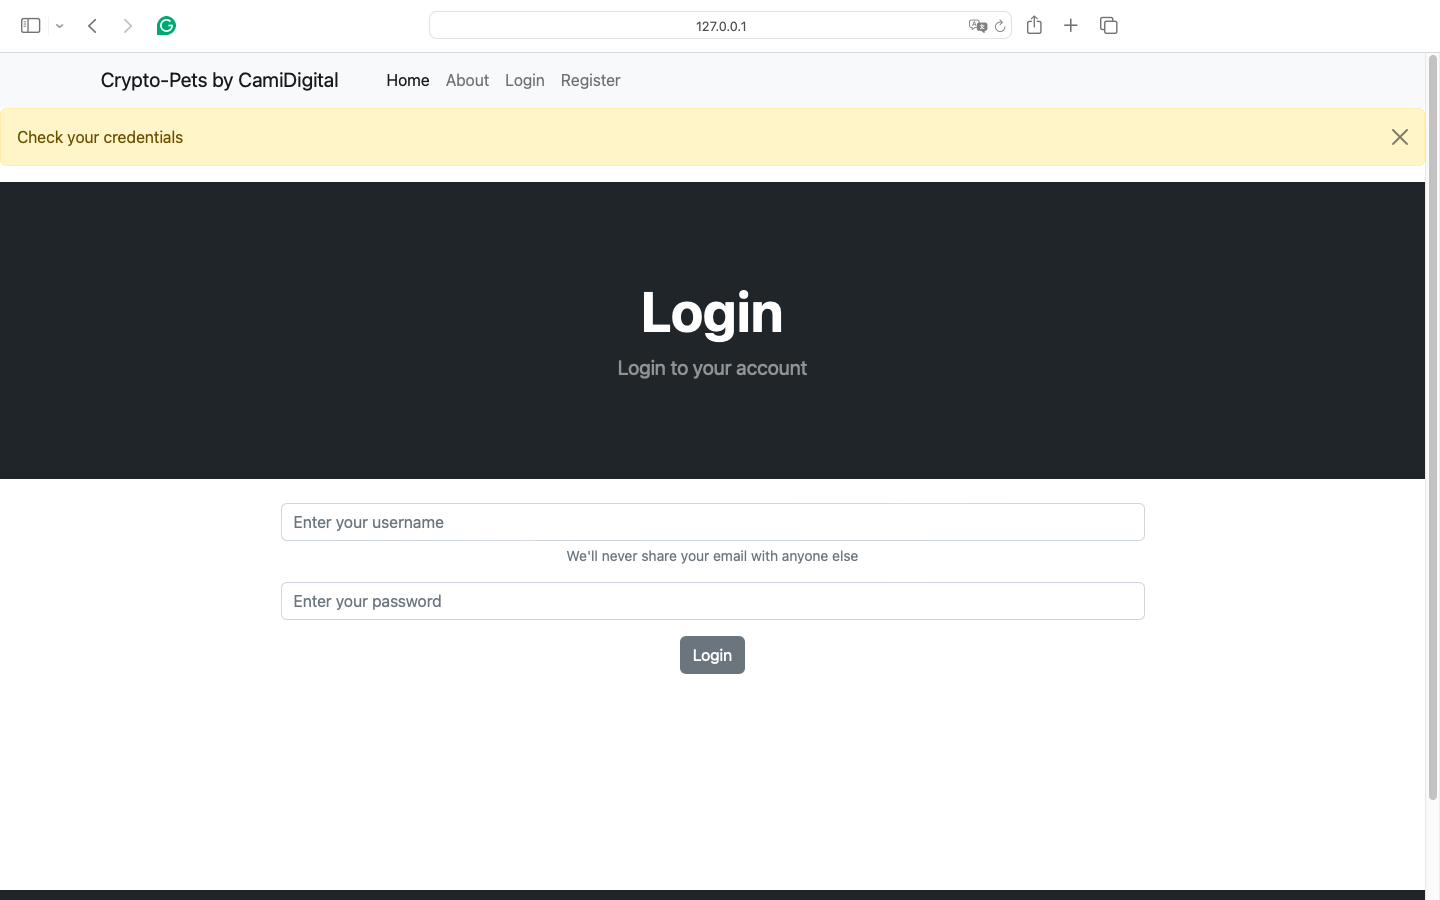 127.0.0.1
Crypto-Pets by CamiDigital Home About Login Register
Check your credentials
Login
Login to your account
Enter your username
We'll never share your email with anyone else
Enter your password
Login